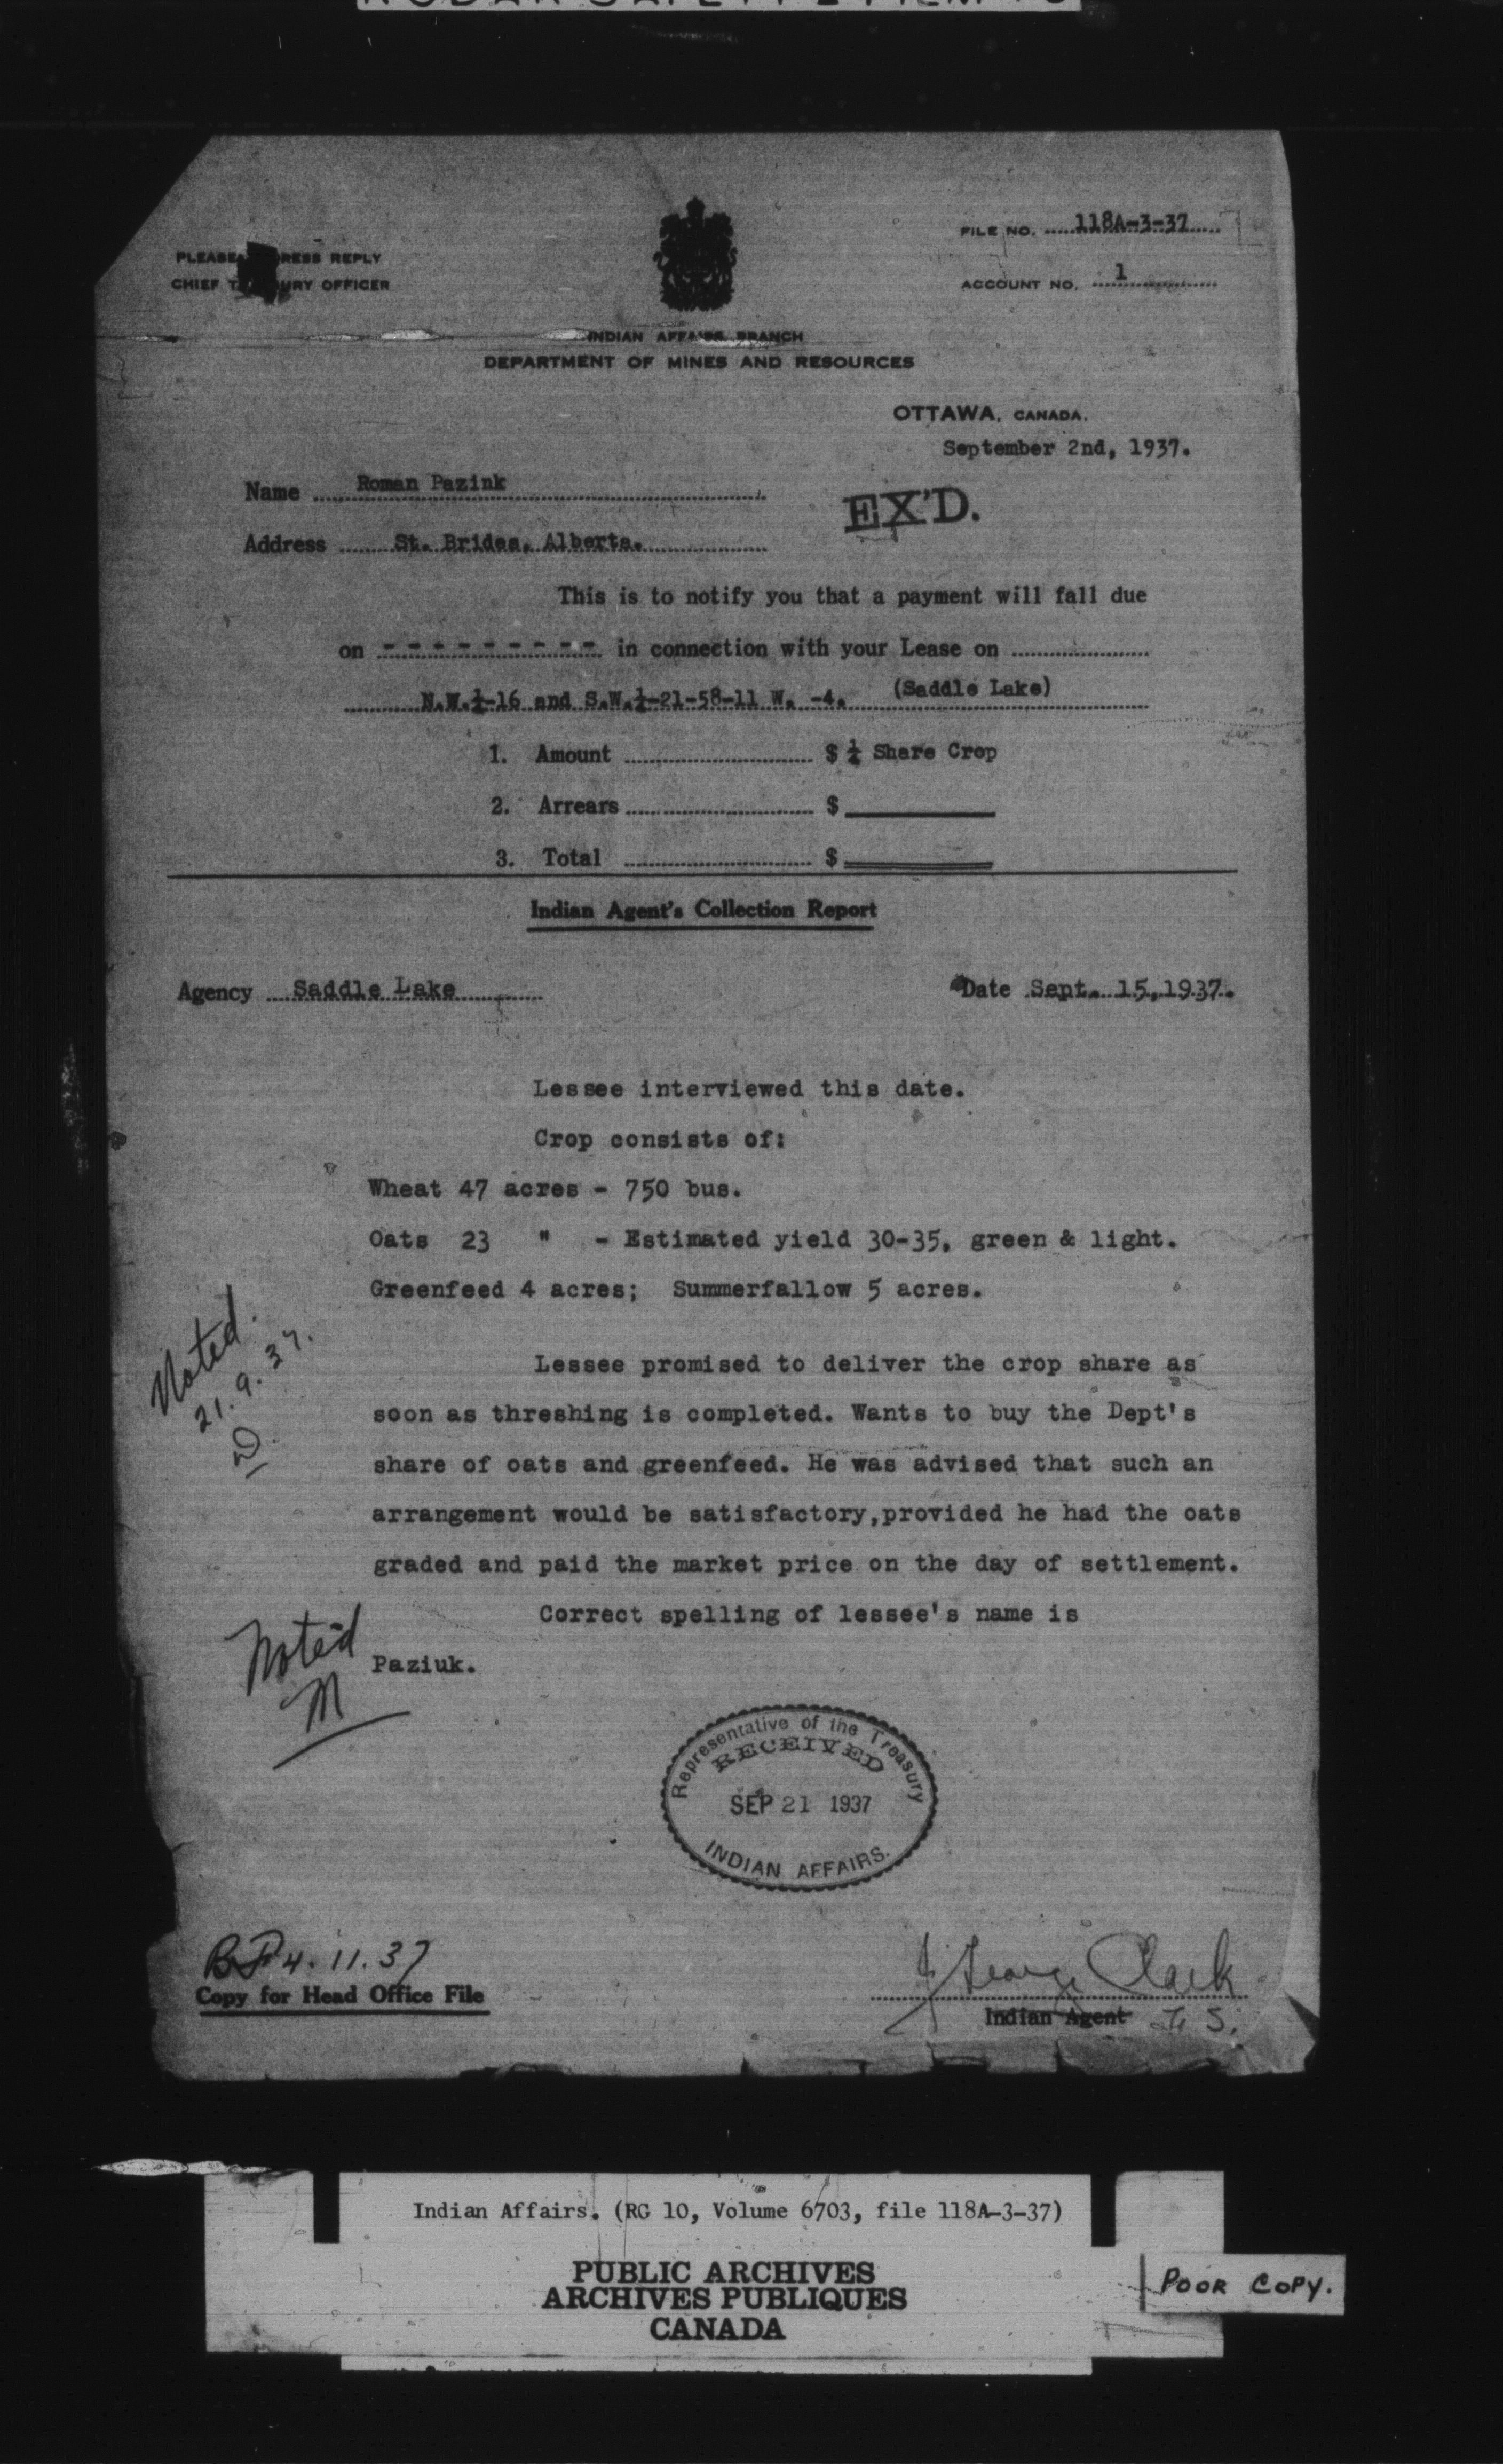 FILE NO. 118A-3-37
PLEASE RESS REPLY
CHIEF T URY OFFICER
ACCOUNT NO. 1
INDIAN AFFAIRS BRANCH
DEPARTMENT OF MINES AND RESOURCES
OTTAWA, CANADA.
September 2nd, 1937.
Name Roman Pazink
EX'D.
Address St. Brides, Alberta.
This is to notify you that a payment will fall due
on - - - - - - - - - in connection with your Lease on
N.W.¼-16 and S.W.¼-21-58-11 W. -4. (Saddle Lake)
1. Amount $ ¼ Share Crop
2. Arrears $
3. Total $
Indian Agent's Collection Report
Agency Saddle Lake Date Sept. 15,1937.
Lessee interviewed this date.
Crop consists of:
Wheat 47 acres - 750 bus.
Oats 23 " - Estimated yield 30-35, green & light.
Greenfeed 4 acres; Summerfallow 5 acres.
Noted.
21.9.37.
D.
Lessee promised to deliver the crop share as
soon as threshing is completed. Wants to buy the Dept's
share of oats and greenfeed. He was advised that such an
arrangement would be satisfactory,provided he had the oats
graded and paid the market price on the day of settlement.
Correct spelling of lessee's name is
Paziuk.
Noted
M
Representative of the Treasury
RECEIVED
SEP 21 1937
INDIAN AFFAIRS.
BF 4.11.37
Copy for Head Office File
J. George Clark
Indian Agent
Indian Affairs. (RG 10, Volume 6703, file 118A-3-37)
PUBLIC ARCHIVES
ARCHIVES PUBLIQUES
CANADA
POOR COPY.